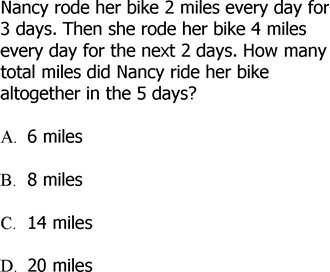 Nancy rode her bike 2 miles every day for
3 days. Then she rode her bike 4 miles
every day for the next 2 days. How many
total miles did Nancy ride her bike
altogether in the 5 days?
A. 6 miles
B. 8 miles
C. 14 miles
D. 20 miles